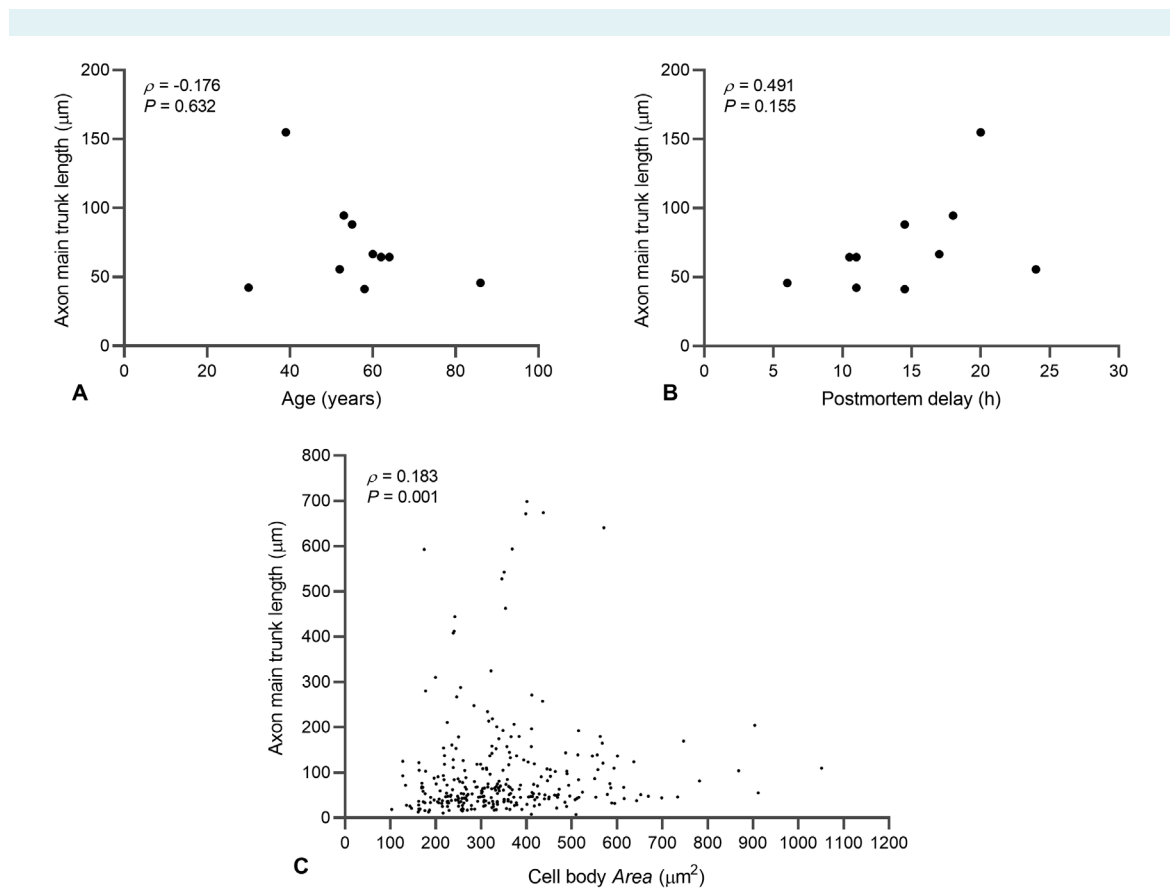 ρ = -0.176
P = 0.632
Axon main trunk length (μm)
200
150
100
50
0
0 20 40 60 80 100
Age (years)
A
ρ = 0.491
P = 0.155
Axon main trunk length (μm)
200
150
100
50
0
0 5 10 15 20 25 30
Postmortem delay (h)
B
ρ = 0.183
P = 0.001
Axon main trunk length (μm)
800
700
600
500
400
300
200
100
0
0 100 200 300 400 500 600 700 800 900 1000 1100 1200
Cell body Area (μm²)
C